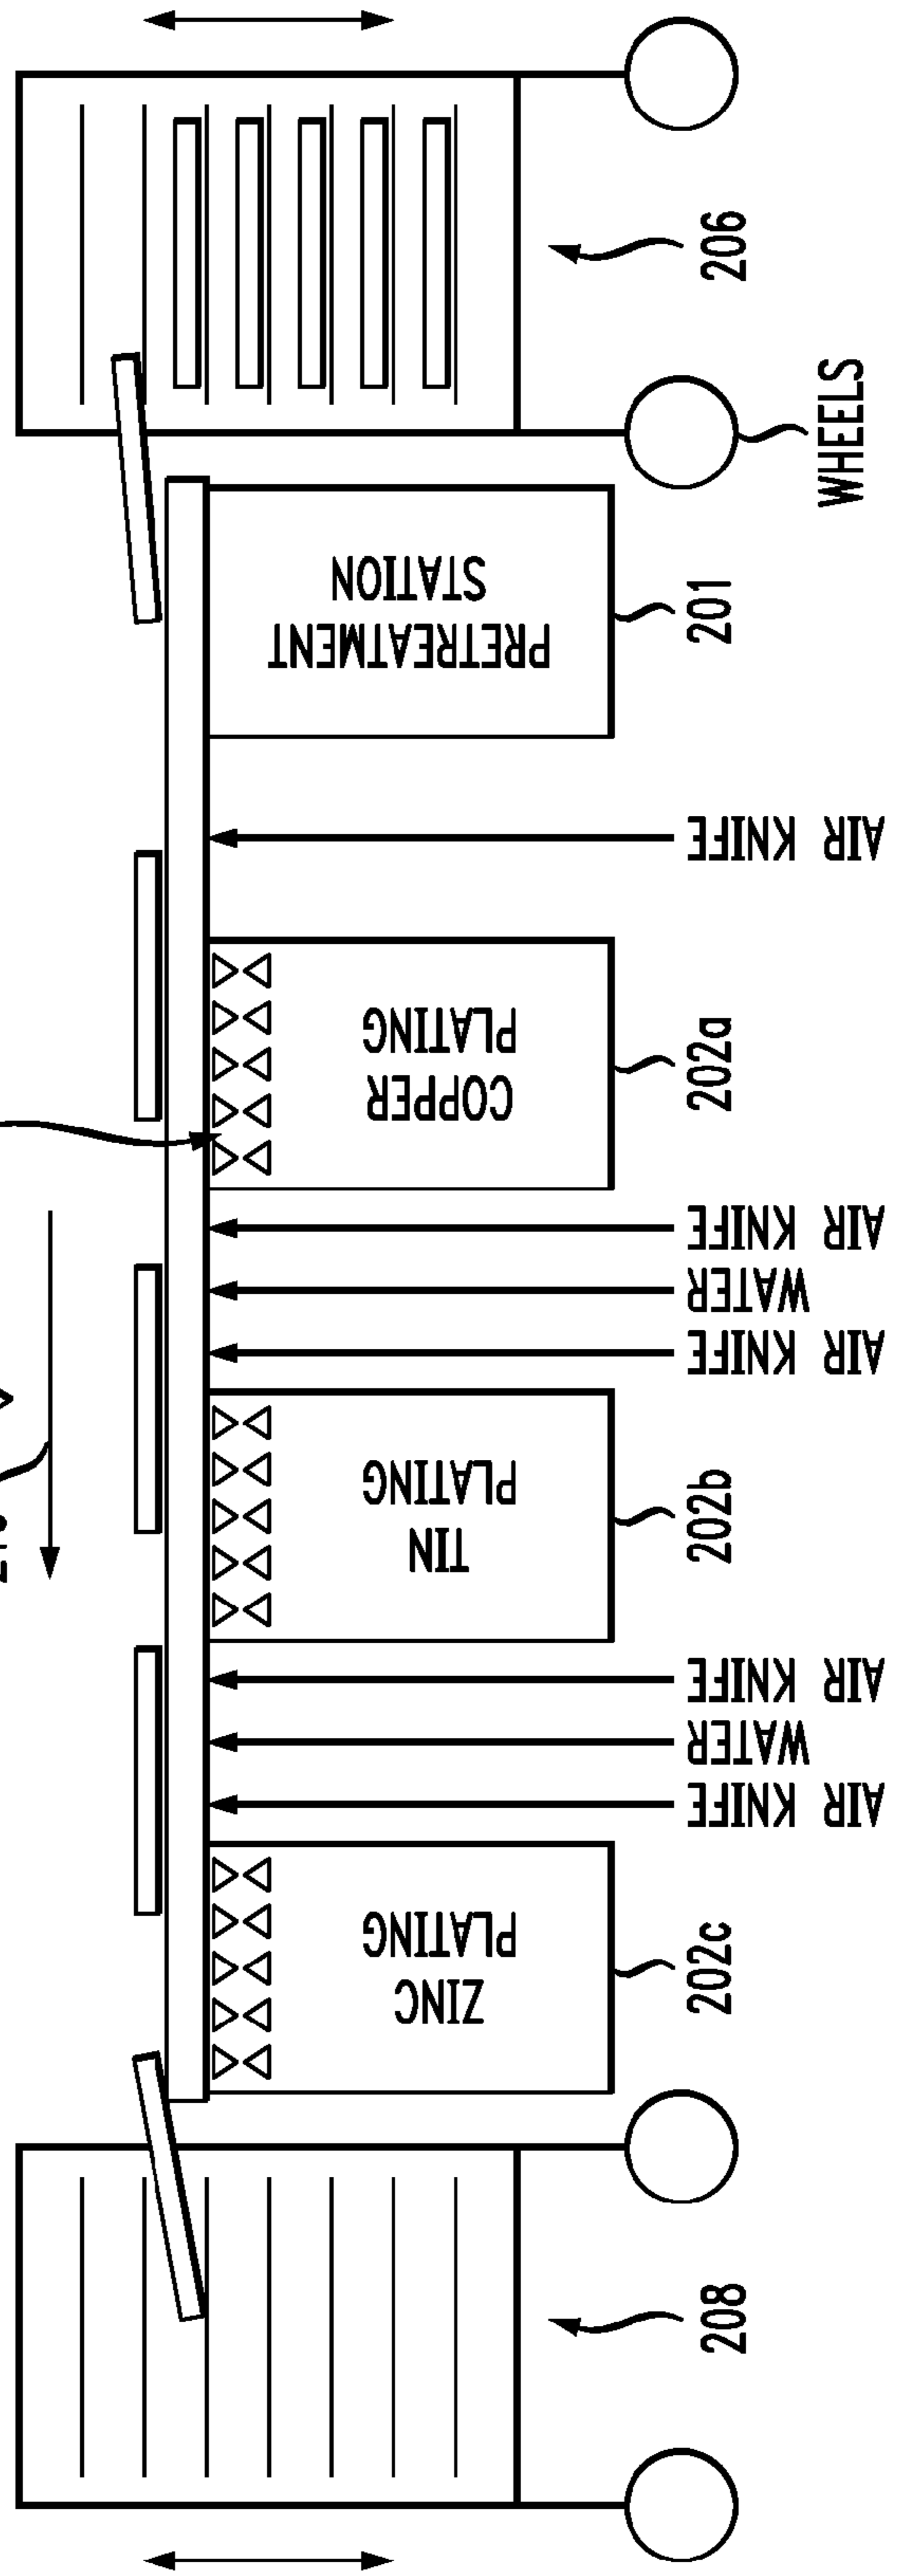 206
WHEELS
PRETREATMENT
STATION
201
AIR KNIFE
COPPER
PLATING
202a
AIR KNIFE
WATER
AIR KNIFE
TIN
PLATING
202b
AIR KNIFE
WATER
AIR KNIFE
ZINC
PLATING
202c
208